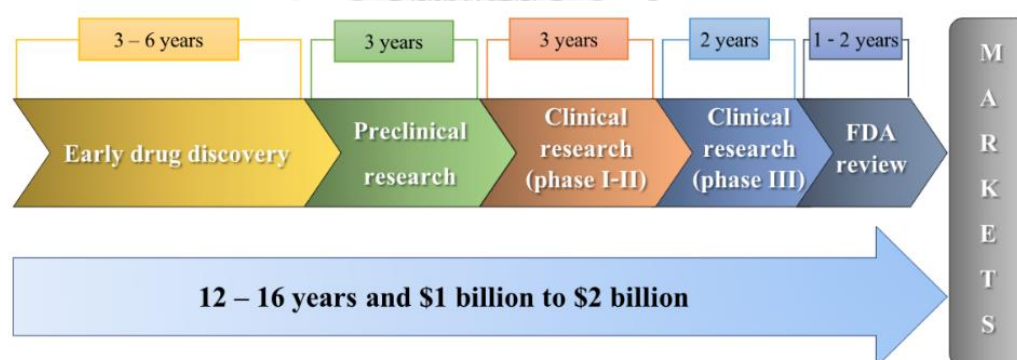 3 – 6 years
3 years
3 years
2 years
1 - 2 years
Early drug discovery
Preclinical
research
Clinical
research
(phase I-II)
Clinical
research
(phase III)
FDA
review
MARKETS
12 – 16 years and $1 billion to $2 billion